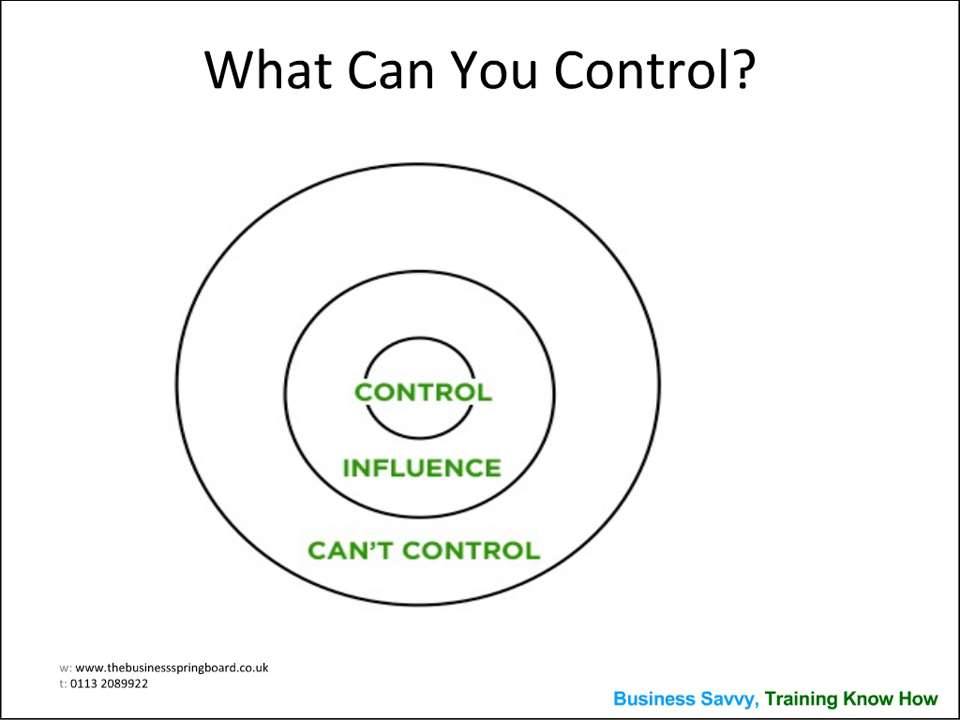 What Can You Control?
CONTROL
INFLUENCE
CAN'T CONTROL
w: www.thebusinessspringboard.co.uk
t: 0113 2089922
Business Savvy, Training Know How